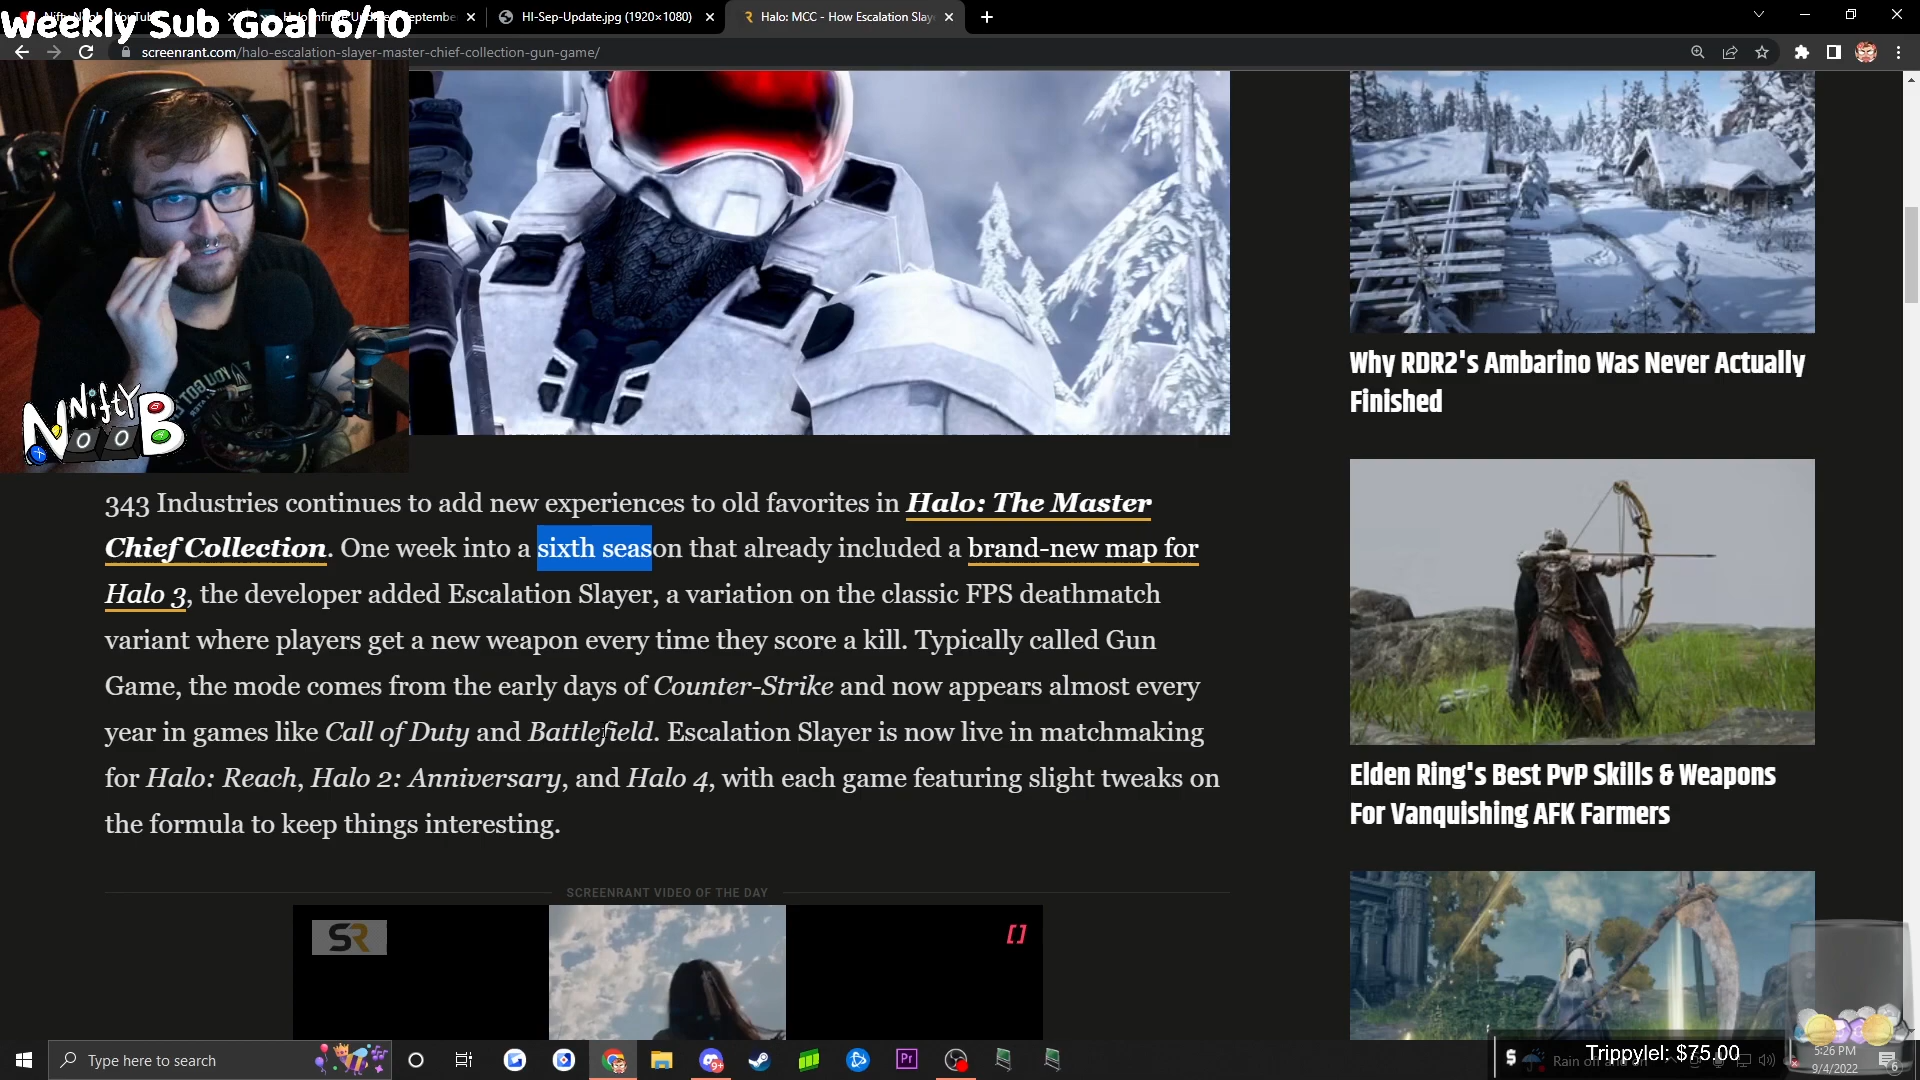 Weekly Sub Goal 6/10
HI-Sep-Update.jpg (1920×1080)
Halo: MCC - How Escalation Slay
screenrant.com/halo-escalation-slayer-master-chief-collection-gun-game/
Nifty
NOOB
343 Industries continues to add new experiences to old favorites in Halo: The Master
Chief Collection. One week into a sixth season that already included a brand-new map for
Halo 3, the developer added Escalation Slayer, a variation on the classic FPS deathmatch
variant where players get a new weapon every time they score a kill. Typically called Gun
Game, the mode comes from the early days of Counter-Strike and now appears almost every
year in games like Call of Duty and Battlefield. Escalation Slayer is now live in matchmaking
for Halo: Reach, Halo 2: Anniversary, and Halo 4, with each game featuring slight tweaks on
the formula to keep things interesting.
SCREENRANT VIDEO OF THE DAY
SR
Why RDR2's Ambarino Was Never Actually
Finished
Elden Ring's Best PvP Skills & Weapons
For Vanquishing AFK Farmers
Type here to search
9+
Pr
$
Rain off and on
Trippylel: $75.00
5:26 PM
9/4/2022
6